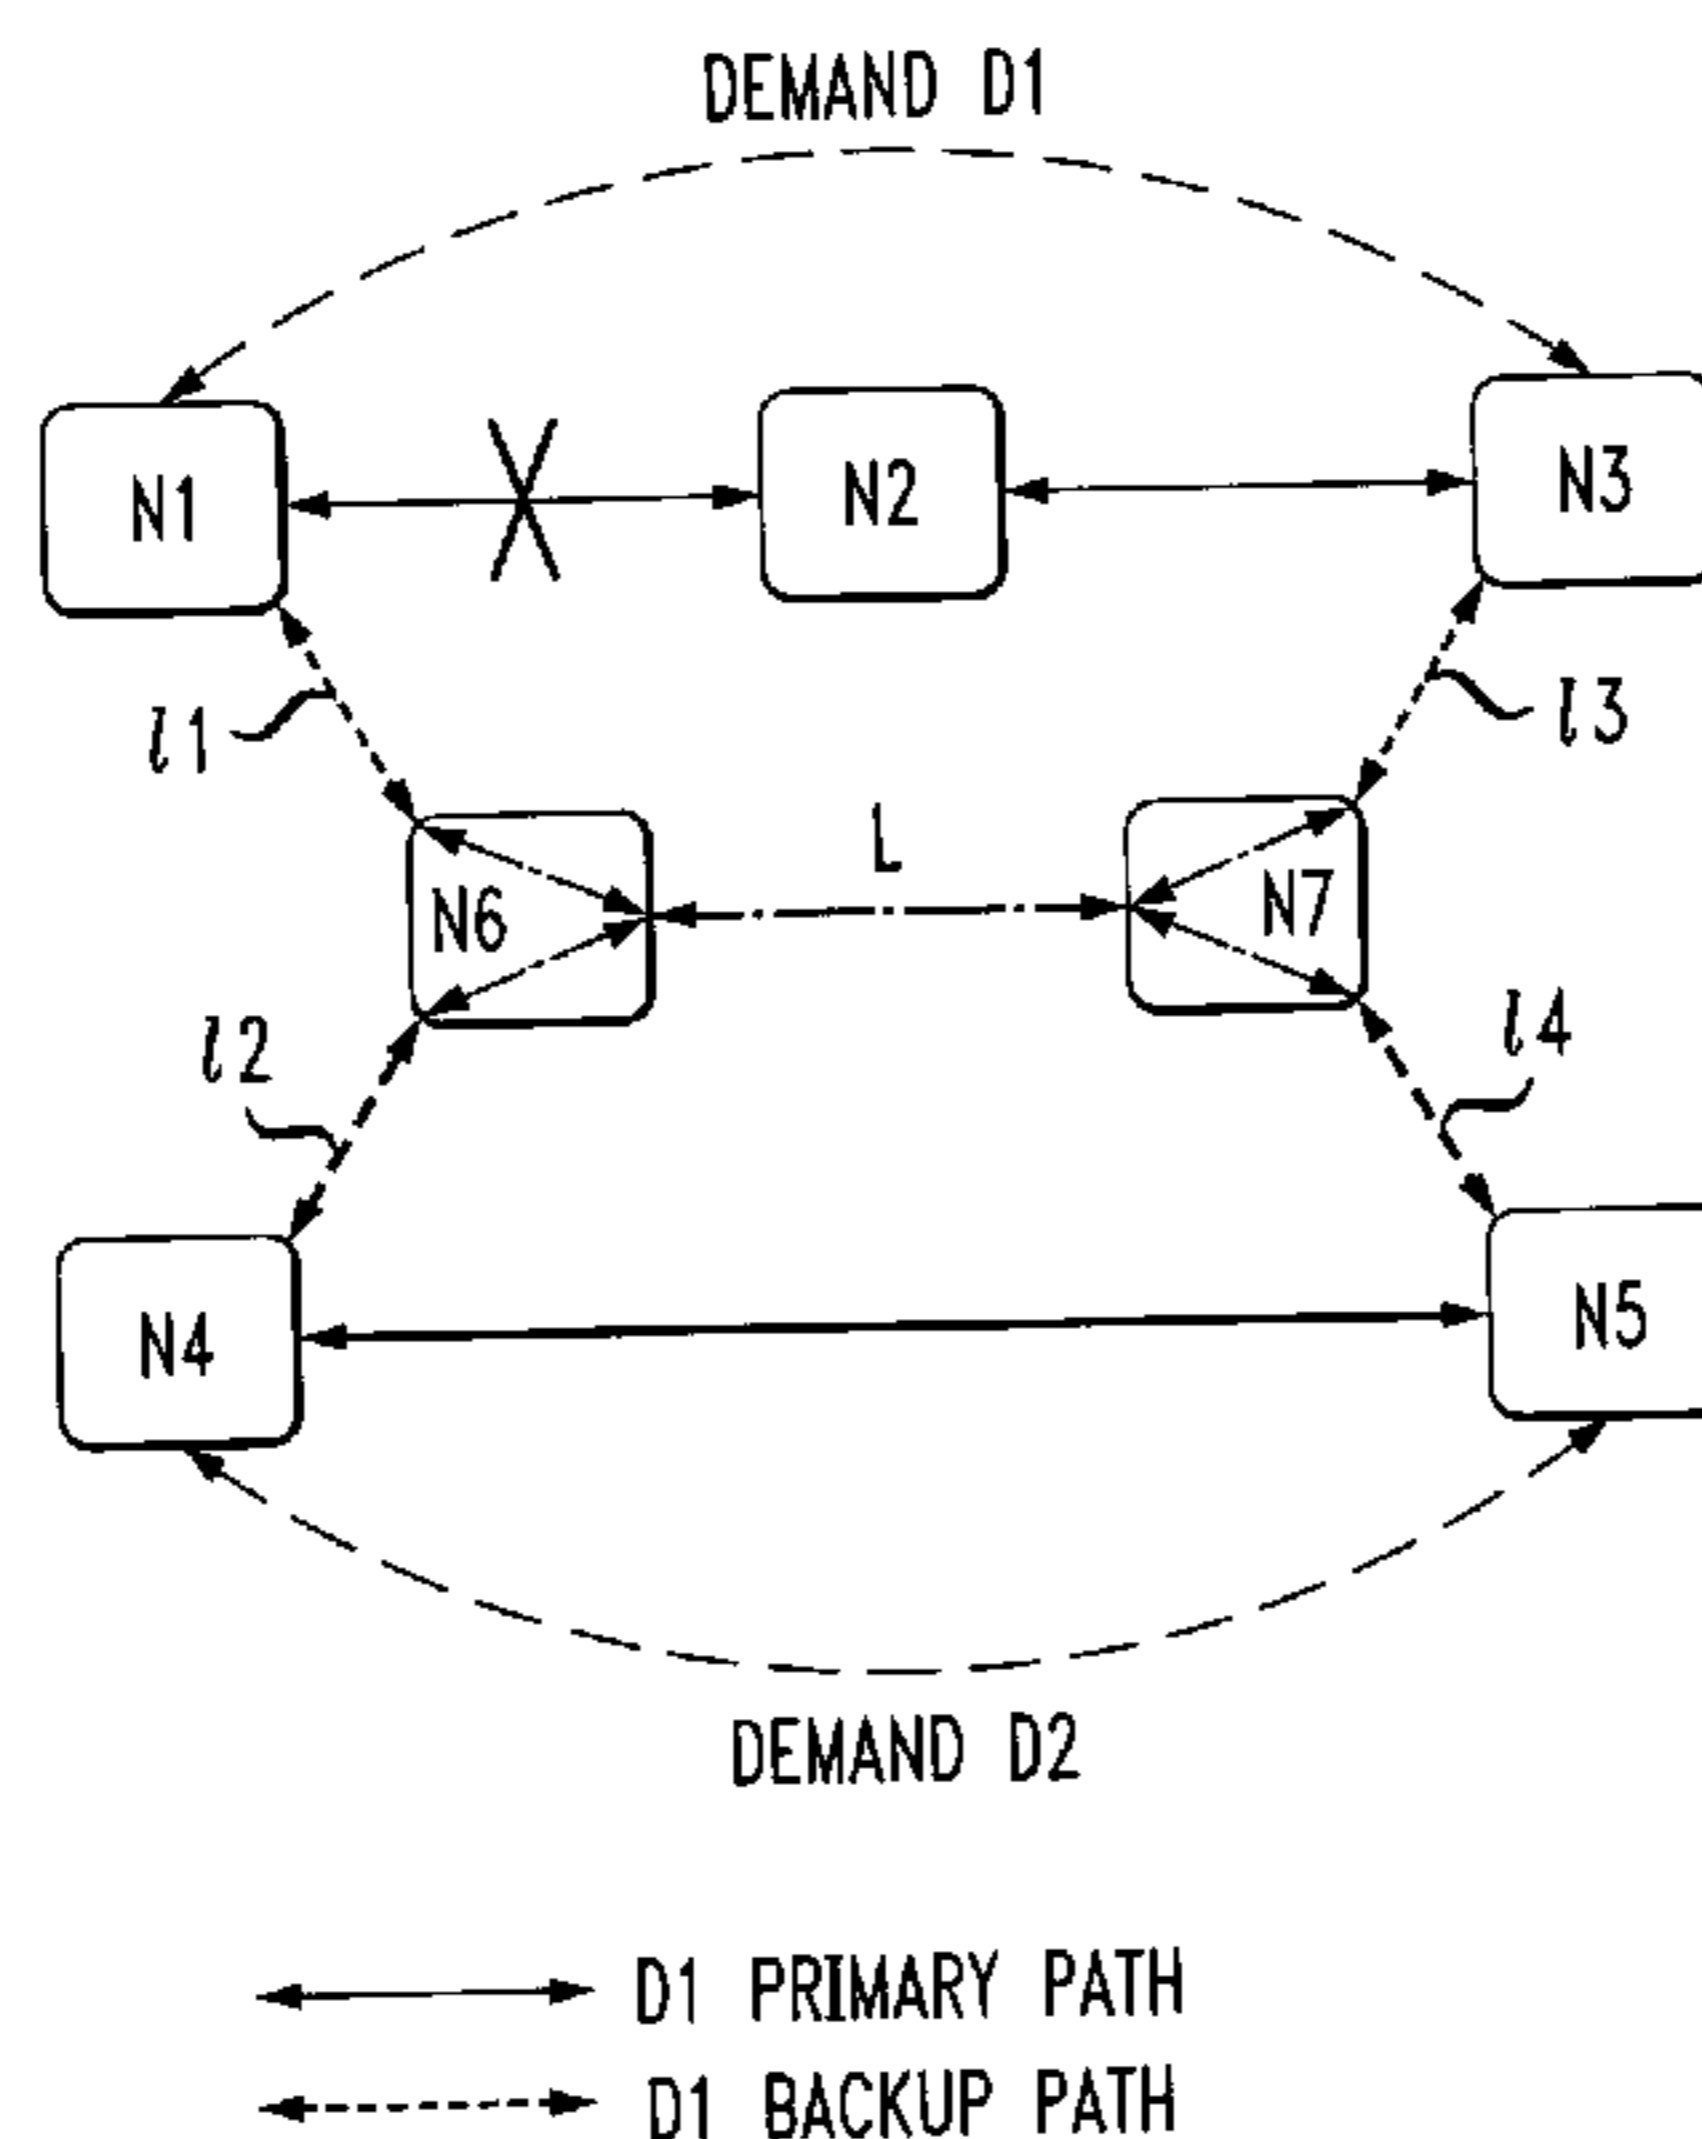 DEMAND D1
N1
N2
N3
l1
l3
L
N6
N7
l2
l4
N4
N5
DEMAND D2
D1 PRIMARY PATH
D1 BACKUP PATH